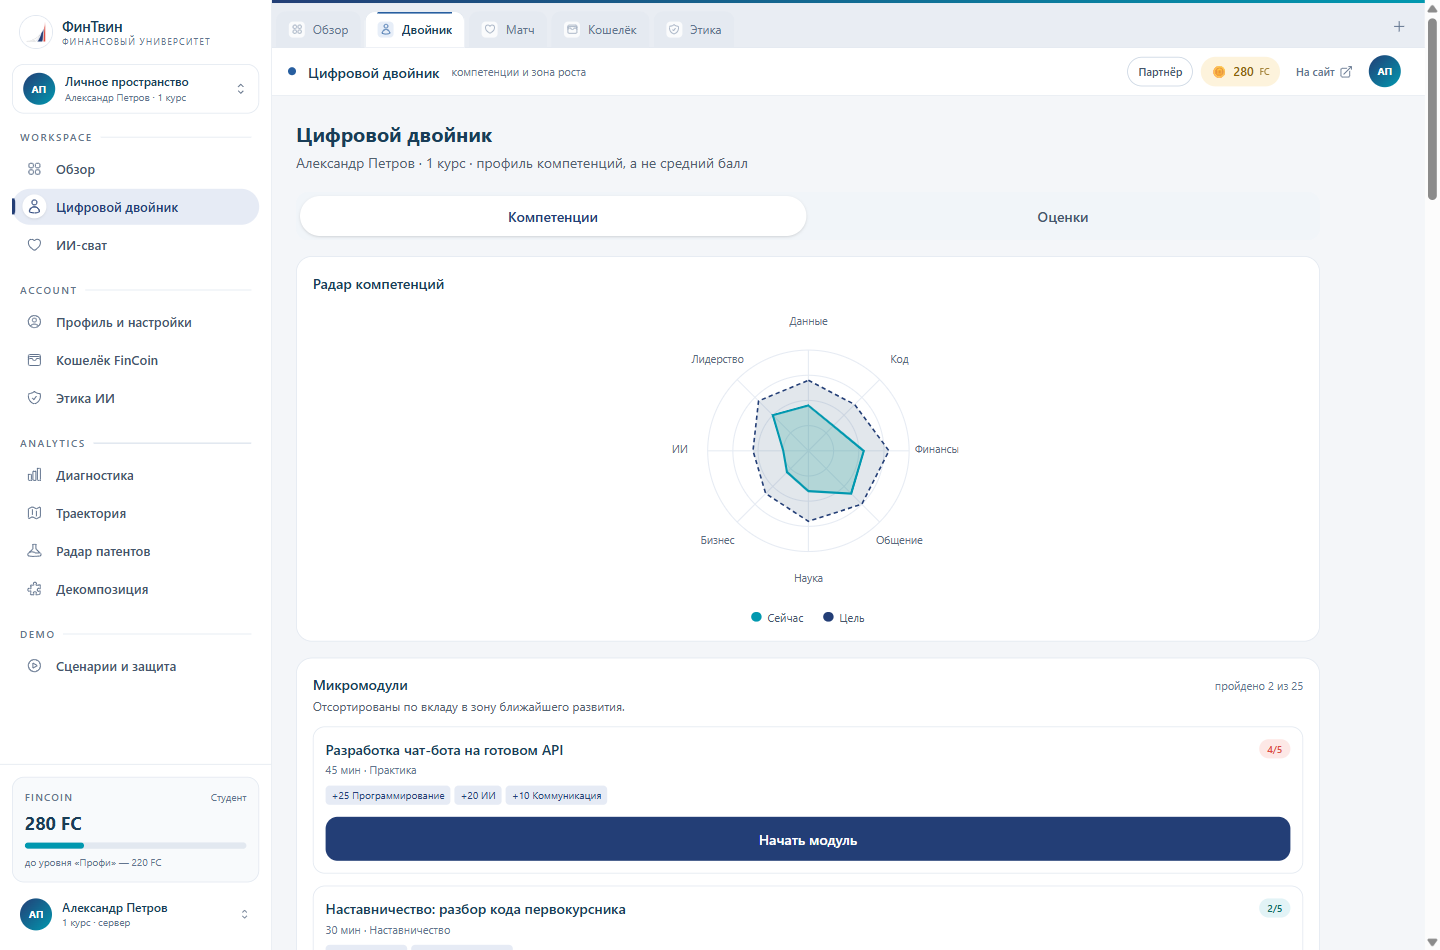 ФинТвин
ФИНАНСОВЫЙ УНИВЕРСИТЕТ
АП
Личное пространство
Александр Петров · 1 курс
WORKSPACE
Обзор
Цифровой двойник
ИИ-сват
ACCOUNT
Профиль и настройки
Кошелёк FinCoin
Этика ИИ
ANALYTICS
Диагностика
Траектория
Радар патентов
Декомпозиция
DEMO
Сценарии и защита
FINCOIN
Студент
280 FC
до уровня «Профи» — 220 FC
АП
Александр Петров
1 курс · сервер
Обзор
Двойник
Матч
Кошелёк
Этика
Цифровой двойник
компетенции и зона роста
Партнёр
280 FC
На сайт
АП
Цифровой двойник
Александр Петров · 1 курс · профиль компетенций, а не средний балл
Компетенции
Оценки
Радар компетенций
Данные
Лидерство
Код
ИИ
Финансы
Бизнес
Общение
Наука
Сейчас
Цель
Микромодули
пройдено 2 из 25
Отсортированы по вкладу в зону ближайшего развития.
Разработка чат-бота на готовом API
4/5
45 мин · Практика
+25 Программирование
+20 ИИ
+10 Коммуникация
Начать модуль
Наставничество: разбор кода первокурсника
2/5
30 мин · Наставничество